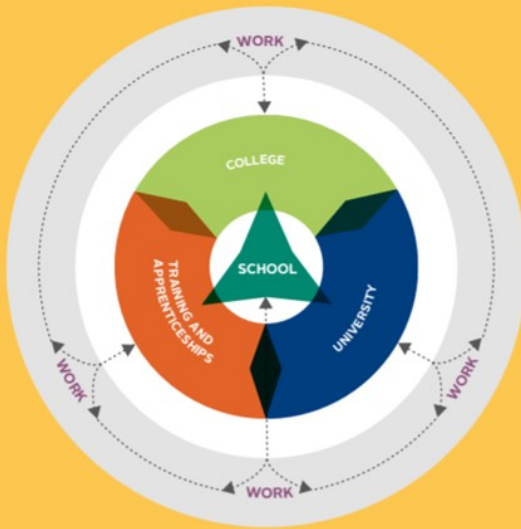 WORK
COLLEGE
SCHOOL
TRAINING AND
APPRENTICESHIPS
UNIVERSITY
WORK
WORK
WORK